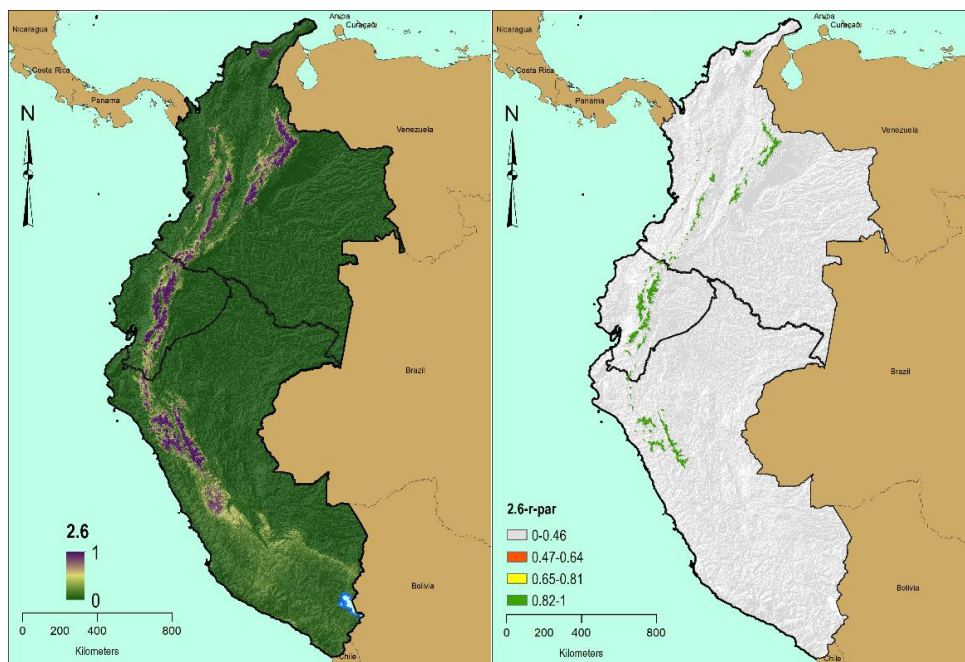 Nicaragua
Aruba
Curaçao
Costa Rica
Panama
N
Venezuela
Brazil
2.6
1
0
Bolivia
0 200 400 800
Kilometers
Chile
Nicaragua
Aruba
Curaçao
Costa Rica
Panama
N
Venezuela
Brazil
2.6-r-par
0-0.46
0.47-0.64
0.65-0.81
0.82-1
Bolivia
0 200 400 800
Kilometers
Chile